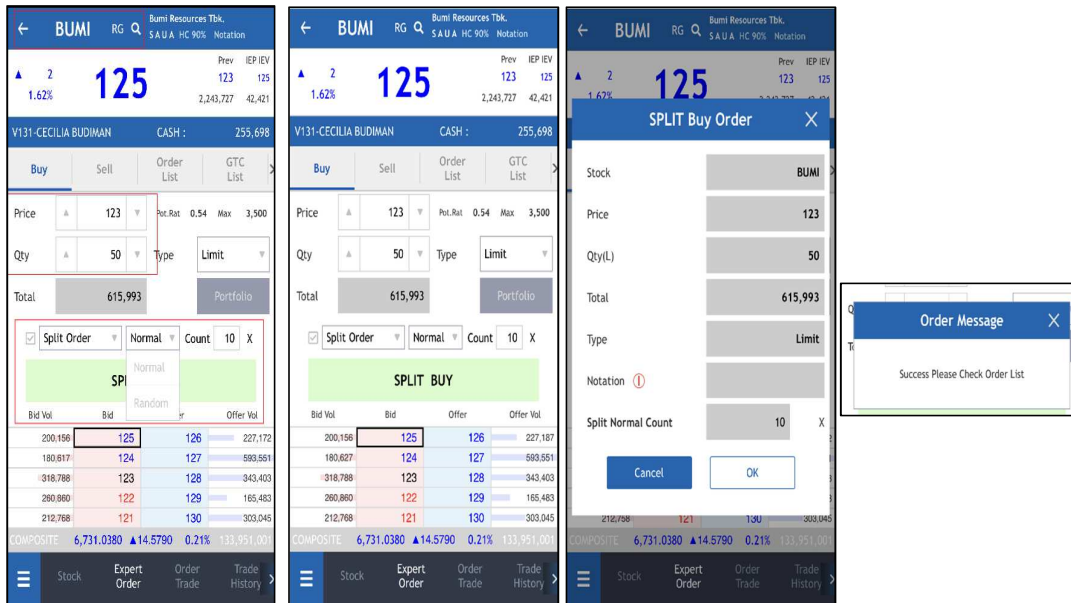 ← BUMI RG Bumi Resources Tbk.
S A U A HC 90% Notation
Prev IEP IEV
▲ 2 125 123 125
1.62% 2,243,727 42,421
V131-CECILIA BUDIMAN CASH : 255,698
Buy Sell Order List GTC List >
Price ▲ 123 ▼ Pot.Rat 0.54 Max 3,500
Qty ▲ 50 ▼ Type Limit ▼
Total 615,993 Portfolio
Split Order ▼ Normal ▼ Count 10 X
Normal
SPL
Random
Bid Vol Bid er Offer Vol
200,156 125 126 227,172
180,617 124 127 593,551
318,788 123 128 343,403
260,860 122 129 165,483
212,768 121 130 303,045
COMPOSITE 6,731.0380 ▲14.5790 0.21% 133,951,001
Stock Expert Order Order Trade Trade History >
← BUMI RG Bumi Resources Tbk.
S A U A HC 90% Notation
Prev IEP IEV
▲ 2 125 123 125
1.62% 2,243,727 42,421
V131-CECILIA BUDIMAN CASH : 255,698
Buy Sell Order List GTC List >
Price ▲ 123 ▼ Pot.Rat 0.54 Max 3,500
Qty ▲ 50 ▼ Type Limit ▼
Total 615,993 Portfolio
Split Order ▼ Normal ▼ Count 10 X
SPLIT BUY
Bid Vol Bid Offer Offer Vol
200,156 125 126 227,187
180,627 124 127 593,551
318,788 123 128 343,403
260,860 122 129 165,483
212,768 121 130 303,045
COMPOSITE 6,731.0380 ▲14.5790 0.21% 133,951,001
Stock Expert Order Order Trade Trade History >
← BUMI RG Bumi Resources Tbk.
S A U A HC 90% Notation
Prev IEP IEV
▲ 2 125 123 125
1.62%
SPLIT Buy Order X
Stock BUMI
Price 123
Qty(L) 50
Total 615,993
Type Limit
Notation
Split Normal Count 10 X
Cancel OK
212,758 121 130 303,045
COMPOSITE 6,731.0380 ▲14.5790 0.21% 133,951,001
Stock Expert Order Order Trade Trade History >
Order Message X
Success Please Check Order List